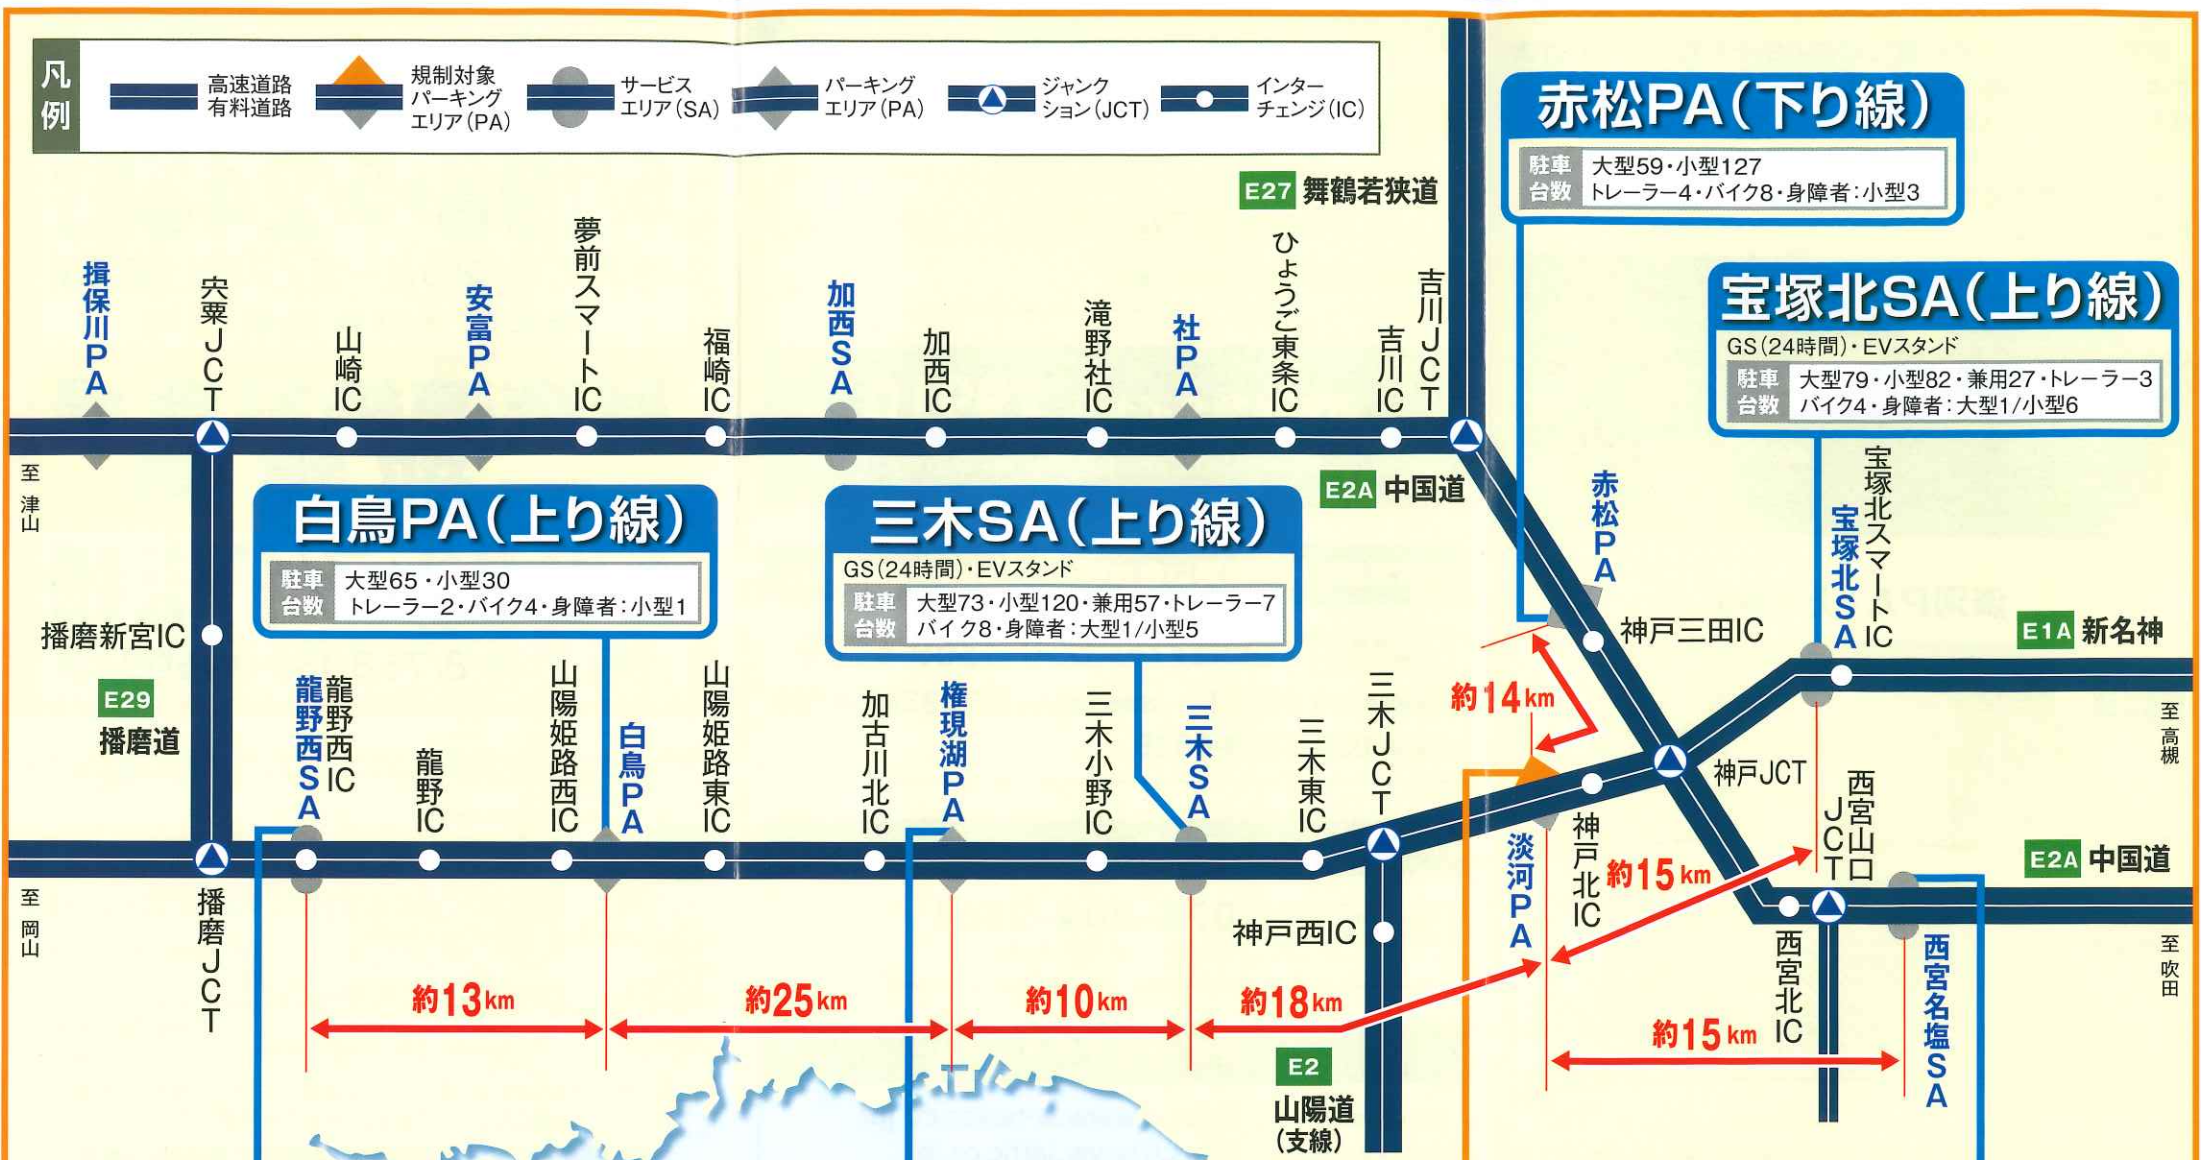 凡例
高速道路
有料道路
規制対象
パーキング
エリア(PA)
サービス
エリア(SA)
パーキング
エリア(PA)
ジャンク
ション(JCT)
インター
チェンジ(IC)
赤松PA(下り線)
駐車台数
大型59・小型127
トレーラー4・バイク8・身障者:小型3
E27 舞鶴若狭道
宝塚北SA(上り線)
GS(24時間)・EVスタンド
駐車台数
大型79・小型82・兼用27・トレーラー3
バイク4・身障者:大型1/小型6
揖保川PA
宍粟JCT
山崎IC
安富PA
夢前スマートIC
福崎IC
加西SA
加西IC
滝野社IC
社PA
ひょうご東条IC
吉川IC
吉川JCT
至 津山
E2A 中国道
白鳥PA(上り線)
駐車台数
大型65・小型30
トレーラー2・バイク4・身障者:小型1
三木SA(上り線)
GS(24時間)・EVスタンド
駐車台数
大型73・小型120・兼用57・トレーラー7
バイク8・身障者:大型1/小型5
赤松PA
神戸三田IC
宝塚北SA
宝塚北スマートIC
E1A 新名神
至 高槻
播磨新宮IC
E29
播磨道
龍野西SA
龍野西IC
龍野IC
山陽姫路西IC
白鳥PA
山陽姫路東IC
加古川北IC
権現湖PA
三木小野IC
三木SA
三木東IC
三木JCT
約14km
神戸JCT
西宮山口
JCT
E2A 中国道
至 岡山
播磨JCT
神戸西IC
淡河PA
神戸北IC
約15km
西宮北IC
西宮名塩SA
至 吹田
約13km
約25km
約10km
約18km
約15km
E2
山陽道
(支線)